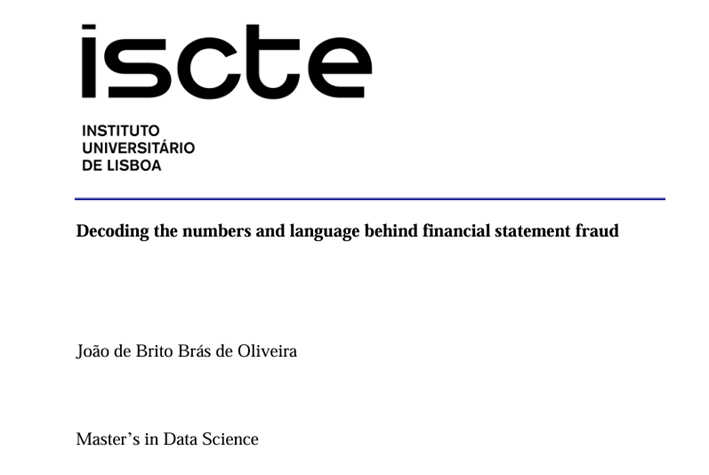 iscte
INSTITUTO
UNIVERSITÁRIO
DE LISBOA
Decoding the numbers and language behind financial statement fraud
João de Brito Brás de Oliveira
Master's in Data Science